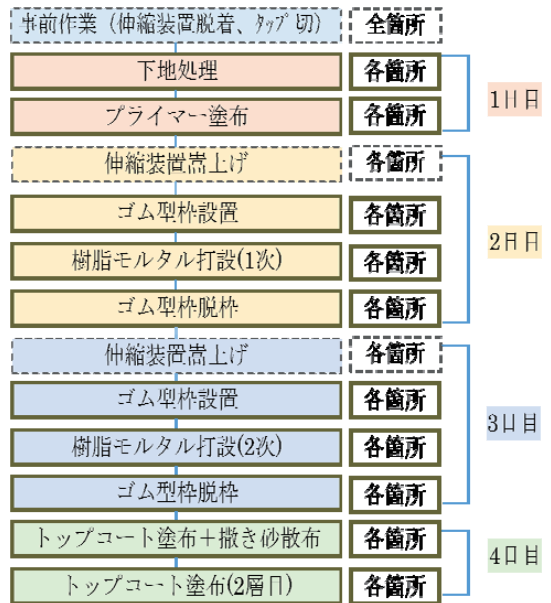 事前作業（伸縮装置脱着、タップ切） 全箇所
下地処理 各箇所
プライマー塗布 各箇所
1日目
伸縮装置嵩上げ 各箇所
ゴム型枠設置 各箇所
樹脂モルタル打設(1次) 各箇所
ゴム型枠脱枠 各箇所
2日目
伸縮装置嵩上げ 各箇所
ゴム型枠設置 各箇所
樹脂モルタル打設(2次) 各箇所
ゴム型枠脱枠 各箇所
3日目
トップコート塗布＋撒き砂散布 各箇所
トップコート塗布(2層目) 各箇所
4日目